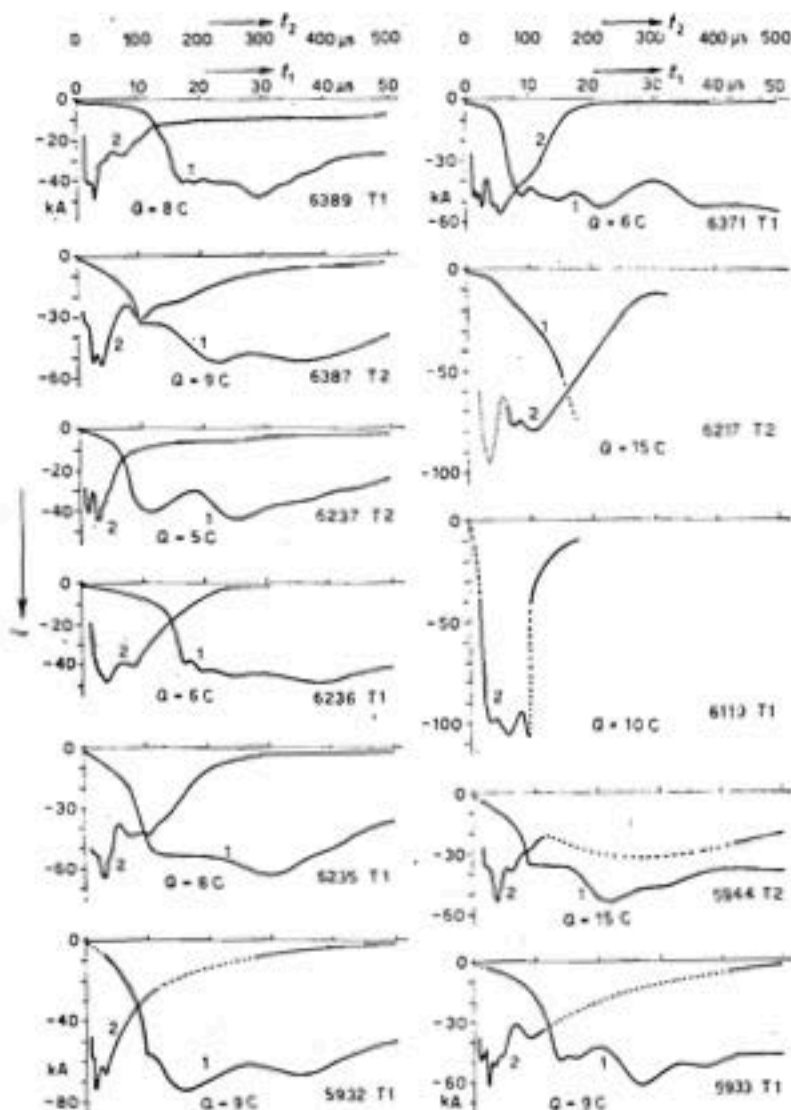 t₂
0 100 200 300 400 µs 500
t₁
0 10 20 30 40 µs 50
0
-20
-40
kA
2
1
Q = 8 C
6389 T1
0
-30
-60
2
1
Q = 9 C
6387 T2
0
-20
-40
2
1
Q = 5 C
6237 T2
0
-20
-40
2
1
Q = 6 C
6236 T1
0
-30
-60
2
1
6235 T1
0
-40
kA
-80
2
1
Q = 9 C
5932 T1
i
t₂
0 100 200 300 400 µs 500
t₁
0 10 20 30 40 µs 50
0
-30
kA
-60
2
1
Q = 6 C
6371 T1
0
-50
-100
1
2
Q = 15 C
6217 T2
0
-50
-100
2
Q = 10 C
T1
0
-30
-60
2
1
Q = 15 C
5944 T2
0
-30
-60
kA
2
1
Q = 9 C
5933 T1